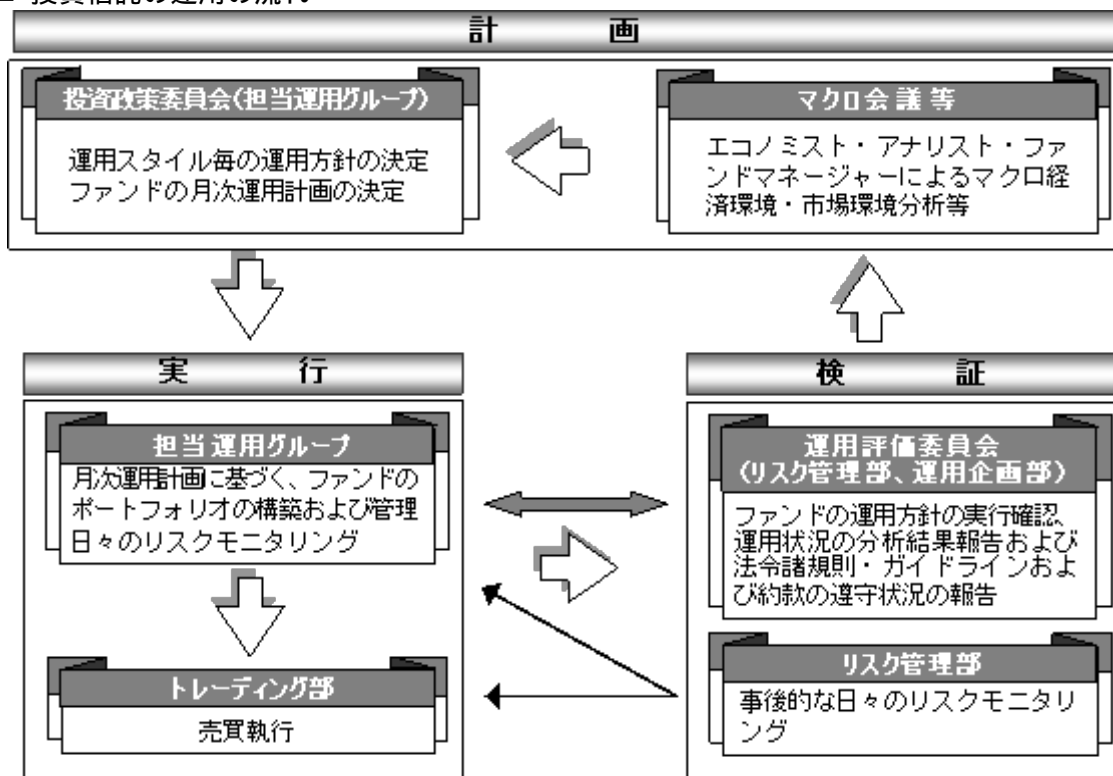 投資信託の運用の流れ
計 画
投資政策委員会(担当運用グループ)
運用スタイル毎の運用方針の決定
ファンドの月次運用計画の決定
マクロ会議等
エコノミスト・アナリスト・ファ
ンドマネージャーによるマクロ経
済環境・市場環境分析等
実 行
担当運用グループ
月次運用計画に基づく、ファンドの
ポートフォリオの構築および管理
日々のリスクモニタリング
トレーディング部
売買執行
検 証
運用評価委員会
(リスク管理部、運用企画部)
ファンドの運用方針の実行確認、
運用状況の分析結果報告および
法令諸規則・ガイドラインおよ
び約款の遵守状況の報告
リスク管理部
事後的な日々のリスクモニタリ
ング